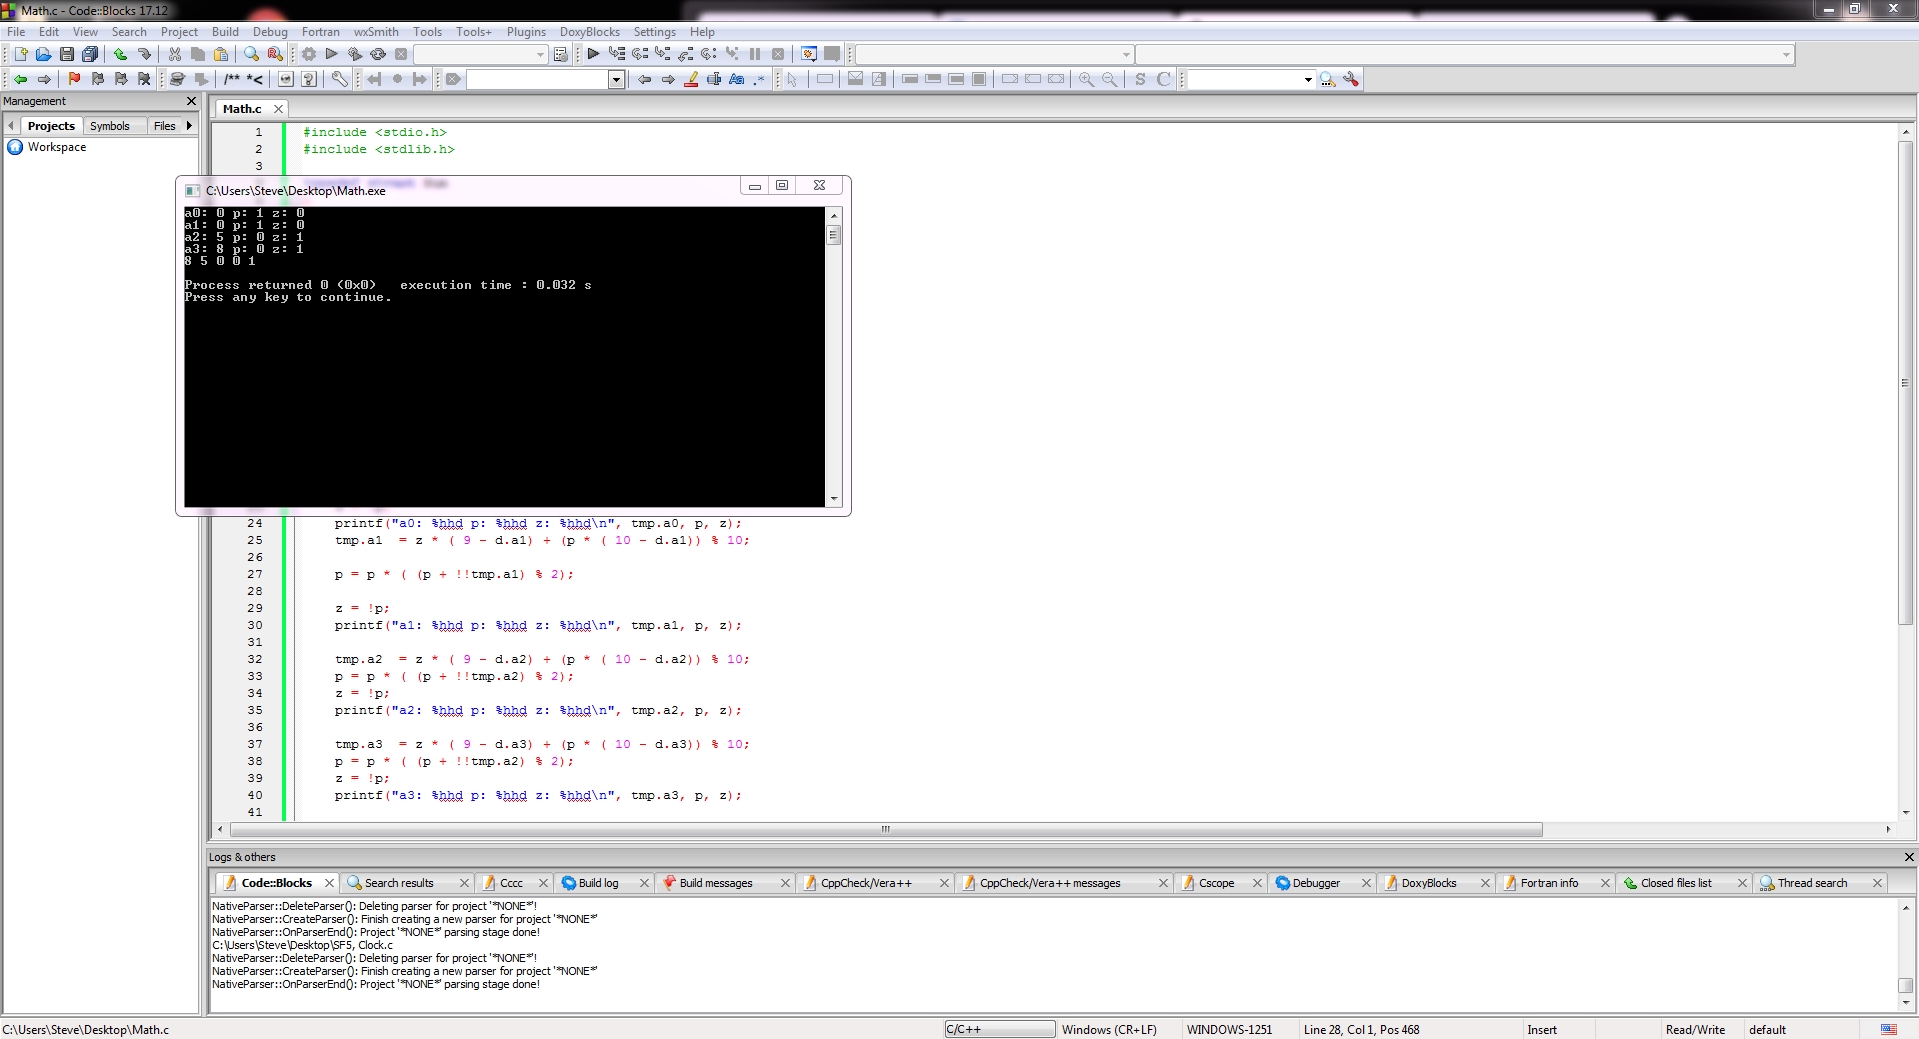 Math.c - Code::Blocks 17.12
File Edit View Search Project Build Debug Fortran wxSmith Tools Tools+ Plugins DoxyBlocks Settings Help
/** *<
Aa .*
S C
Management
Projects Symbols Files
Workspace
Math.c
1 #include <stdio.h>
2 #include <stdlib.h>
3
C:\Users\Steve\Desktop\Math.exe
a0: 0 p: 1 z: 0
a1: 0 p: 1 z: 0
a2: 5 p: 0 z: 1
a3: 8 p: 0 z: 1
8 5 0 0 1
Process returned 0 (0x0) execution time : 0.032 s
Press any key to continue.
24 printf("a0: %hhd p: %hhd z: %hhd\n", tmp.a0, p, z);
25 tmp.a1 = z * ( 9 - d.a1) + (p * ( 10 - d.a1)) % 10;
26
27 p = p * ( (p + !!tmp.a1) % 2);
28
29 z = !p;
30 printf("a1: %hhd p: %hhd z: %hhd\n", tmp.a1, p, z);
31
32 tmp.a2 = z * ( 9 - d.a2) + (p * ( 10 - d.a2)) % 10;
33 p = p * ( (p + !!tmp.a2) % 2);
34 z = !p;
35 printf("a2: %hhd p: %hhd z: %hhd\n", tmp.a2, p, z);
36
37 tmp.a3 = z * ( 9 - d.a3) + (p * ( 10 - d.a3)) % 10;
38 p = p * ( (p + !!tmp.a2) % 2);
39 z = !p;
40 printf("a3: %hhd p: %hhd z: %hhd\n", tmp.a3, p, z);
41
Logs & others
Code::Blocks Search results Cccc Build log Build messages CppCheck/Vera++ CppCheck/Vera++ messages Cscope Debugger DoxyBlocks Fortran info Closed files list Thread search
NativeParser::DeleteParser(): Deleting parser for project '*NONE*'!
NativeParser::CreateParser(): Finish creating a new parser for project '*NONE*'
NativeParser::OnParserEnd(): Project '*NONE*' parsing stage done!
C:\Users\Steve\Desktop\SF5, Clock.c
NativeParser::DeleteParser(): Deleting parser for project '*NONE*'!
NativeParser::CreateParser(): Finish creating a new parser for project '*NONE*'
NativeParser::OnParserEnd(): Project '*NONE*' parsing stage done!
C:\Users\Steve\Desktop\Math.c C/C++ Windows (CR+LF) WINDOWS-1251 Line 28, Col 1, Pos 468 Insert Read/Write default